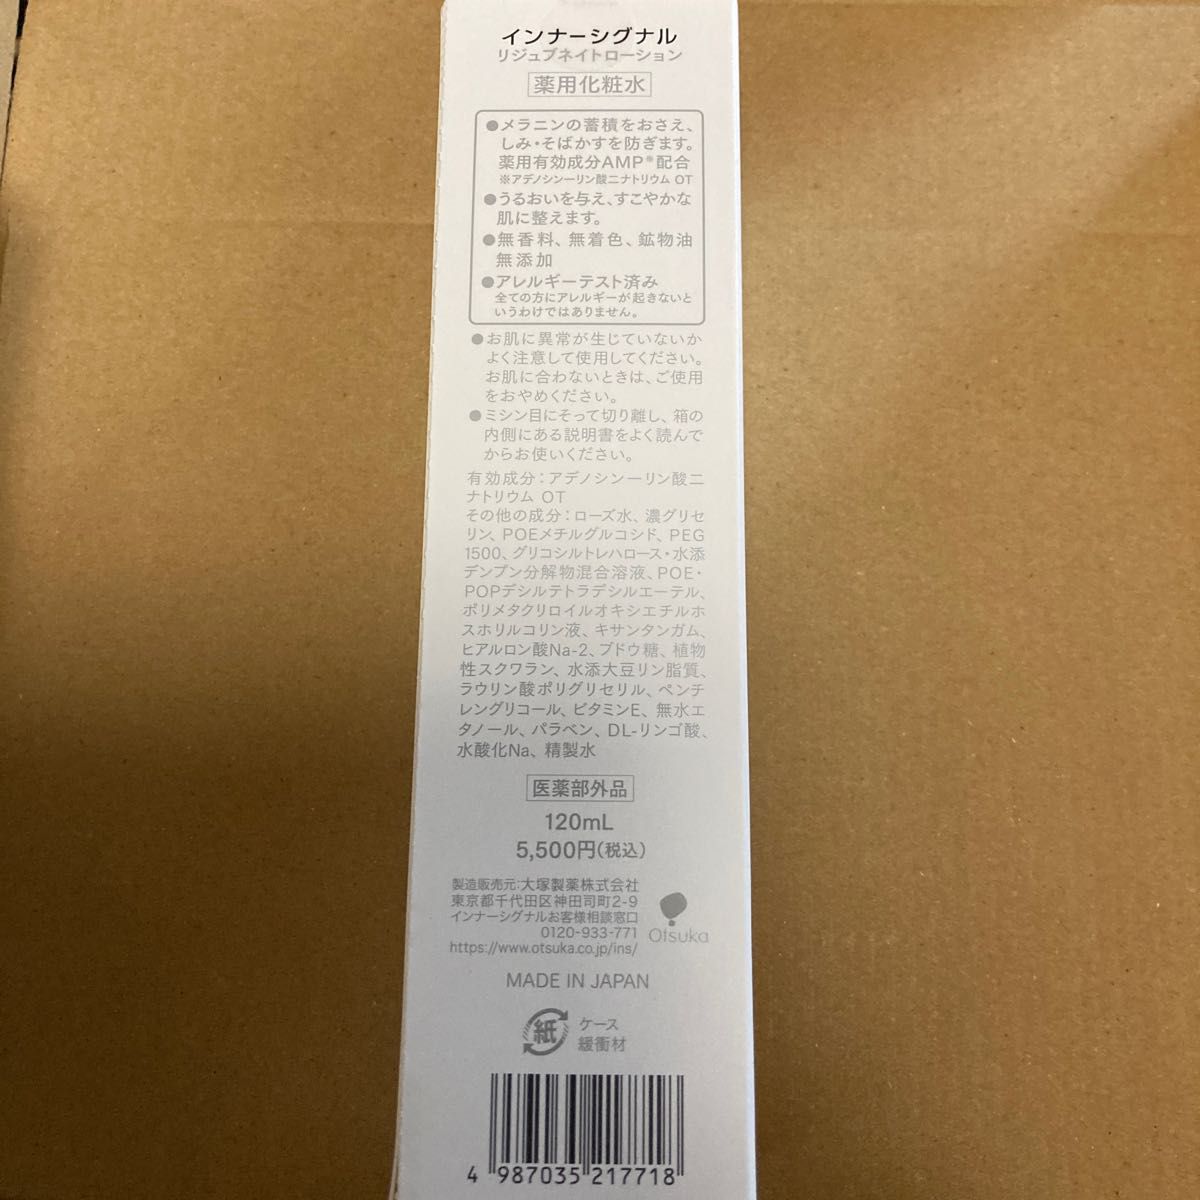 インナーシグナル
リジュブネイトローション
薬用化粧水
●メラニンの蓄積をおさえ、
しみ・そばかすを防ぎます。
薬用有効成分AMP※配合
※アデノシン一リン酸二ナトリウム OT
●うるおいを与え、すこやかな
肌に整えます。
●無香料、無着色、鉱物油
無添加
●アレルギーテスト済み
全ての方にアレルギーが起きないと
いうわけではありません。
●お肌に異常が生じていないか
よく注意して使用してください。
お肌に合わないときは、ご使用
をおやめください。
●ミシン目にそって切り離し、箱の
内側にある説明書をよく読んで
からお使いください。
有効成分：アデノシン一リン酸二
ナトリウム OT
その他の成分：ローズ水、濃グリセ
リン、POEメチルグルコシド、PEG
1500、グリコシルトレハロース・水添
デンプン分解物混合溶液、POE・
POPデシルテトラデシルエーテル、
ポリメタクリロイルオキシエチルホ
スホリルコリン液、キサンタンガム、
ヒアルロン酸Na-2、ブドウ糖、植物
性スクワラン、水添大豆リン脂質、
ラウリン酸ポリグリセリル、ペンチ
レングリコール、ビタミンE、無水エ
タノール、パラベン、DL-リンゴ酸、
水酸化Na、精製水
医薬部外品
120mL
5,500円(税込)
製造販売元：大塚製薬株式会社
東京都千代田区神田司町2-9
インナーシグナルお客様相談窓口
0120-933-771
https://www.otsuka.co.jp/ins/
Otsuka
MADE IN JAPAN
紙
ケース
緩衝材
4 987035 217718